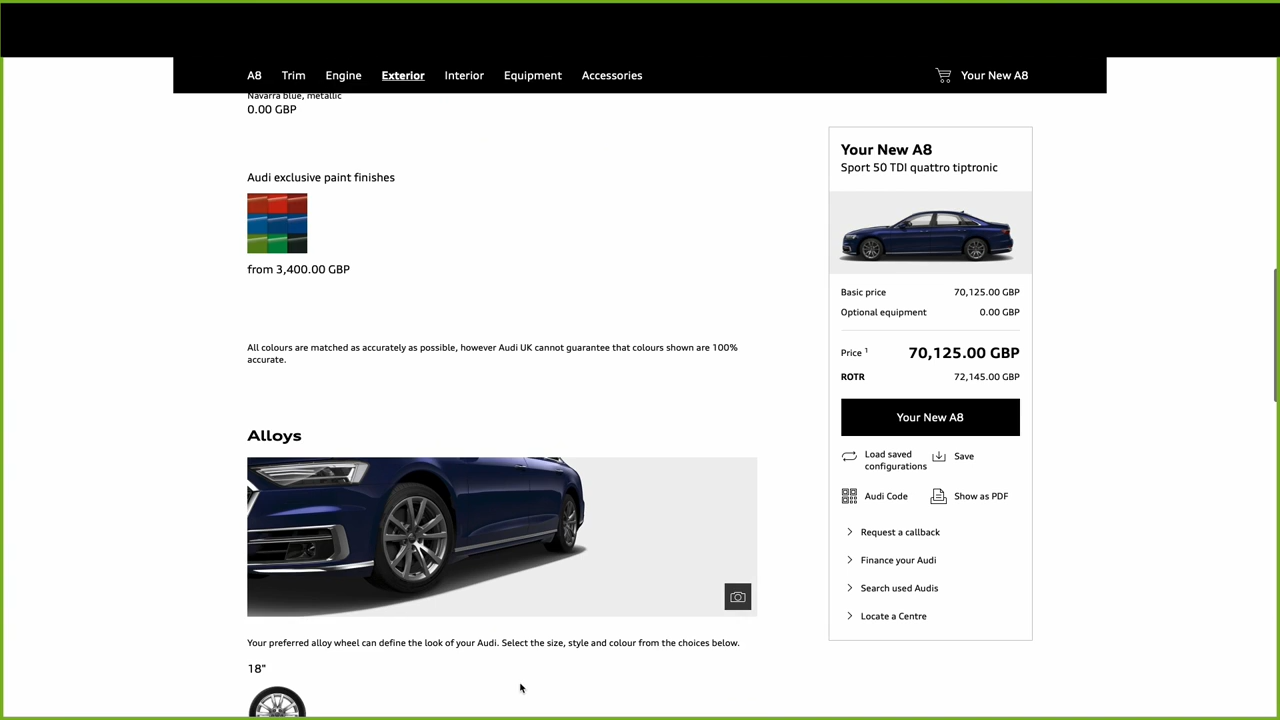 A8 Trim Engine Exterior Interior Equipment Accessories Your New A8
Navarra blue, metallic
0.00 GBP
Audi exclusive paint finishes
from 3,400.00 GBP
All colours are matched as accurately as possible, however Audi UK cannot guarantee that colours shown are 100%
accurate.
Alloys
Your preferred alloy wheel can define the look of your Audi. Select the size, style and colour from the choices below.
18"
Your New A8
Sport 50 TDI quattro tiptronic
Basic price 70,125.00 GBP
Optional equipment 0.00 GBP
Price 1 70,125.00 GBP
ROTR 72,145.00 GBP
Your New A8
Load saved
configurations
Save
Audi Code
Show as PDF
Request a callback
Finance your Audi
Search used Audis
Locate a Centre